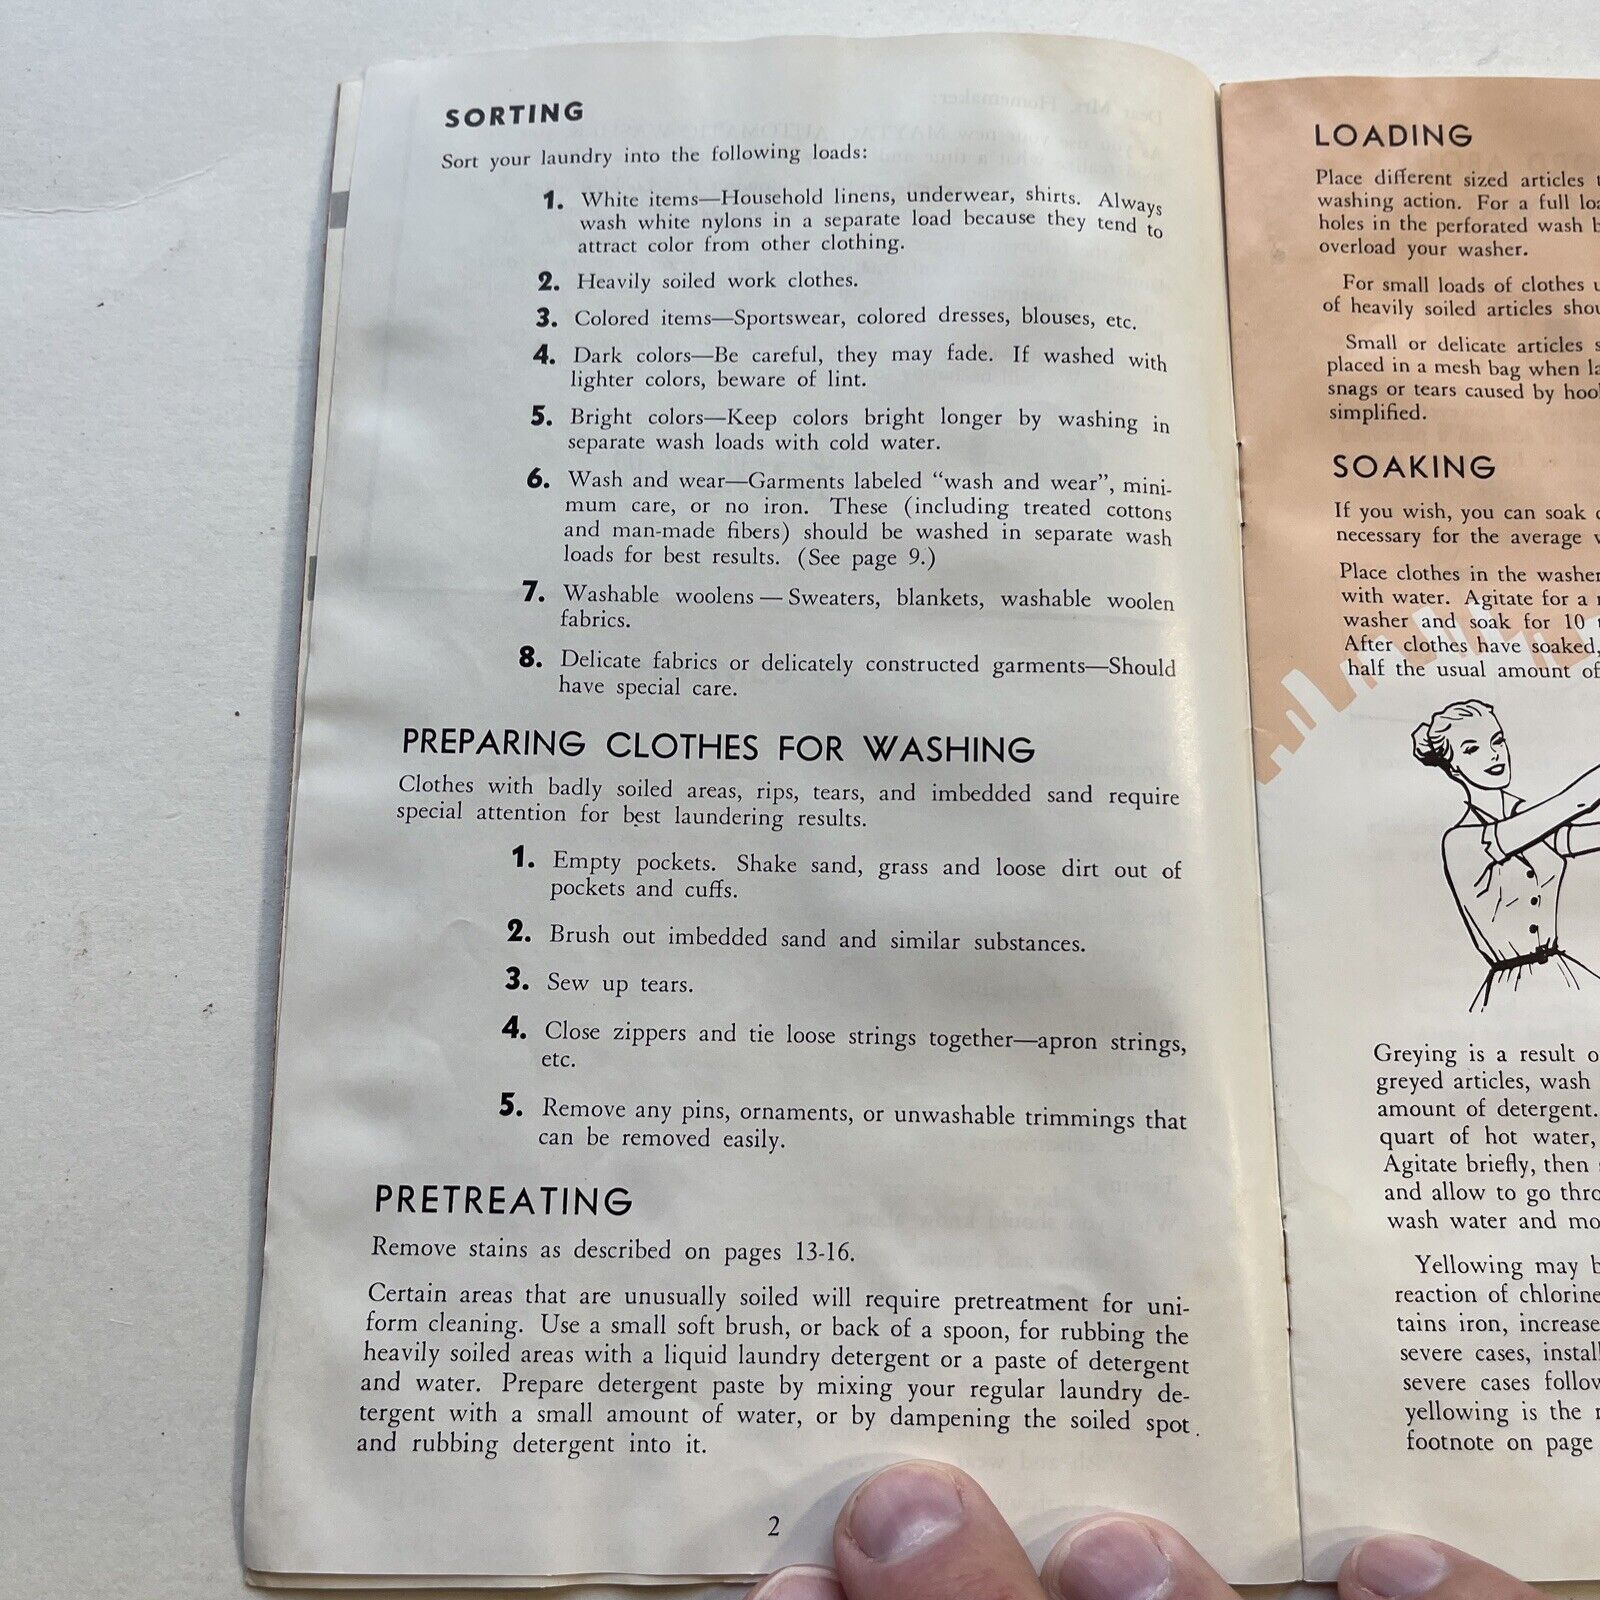 SORTING
Sort your laundry into the following loads:
1. White items—Household linens, underwear, shirts. Always
wash white nylons in a separate load because they tend to
attract color from other clothing.
2. Heavily soiled work clothes.
3. Colored items—Sportswear, colored dresses, blouses, etc.
4. Dark colors—Be careful, they may fade. If washed with
lighter colors, beware of lint.
5. Bright colors—Keep colors bright longer by washing in
separate wash loads with cold water.
6. Wash and wear—Garments labeled “wash and wear”, mini-
mum care, or no iron. These (including treated cottons
and man-made fibers) should be washed in separate wash
loads for best results. (See page 9.)
7. Washable woolens — Sweaters, blankets, washable woolen
fabrics.
8. Delicate fabrics or delicately constructed garments—Should
have special care.
PREPARING CLOTHES FOR WASHING
Clothes with badly soiled areas, rips, tears, and imbedded sand require
special attention for best laundering results.
1. Empty pockets. Shake sand, grass and loose dirt out of
pockets and cuffs.
2. Brush out imbedded sand and similar substances.
3. Sew up tears.
4. Close zippers and tie loose strings together—apron strings,
etc.
5. Remove any pins, ornaments, or unwashable trimmings that
can be removed easily.
PRETREATING
Remove stains as described on pages 13-16.
Certain areas that are unusually soiled will require pretreatment for uni-
form cleaning. Use a small soft brush, or back of a spoon, for rubbing the
heavily soiled areas with a liquid laundry detergent or a paste of detergent
and water. Prepare detergent paste by mixing your regular laundry de-
tergent with a small amount of water, or by dampening the soiled spot
and rubbing detergent into it.
2
LOADING
Place different sized articles
washing action. For a full
holes in the perforated wash
overload your washer.
For small loads of clothes
of heavily soiled articles
Small or delicate articles
placed in a mesh bag when
snags or tears caused by
simplified.
SOAKING
If you wish, you can soak
necessary for the average
Place clothes in the washer
with water. Agitate for a
washer and soak for 10
After clothes have soaked,
half the usual amount of
Greying is a result
greyed articles, wash
amount of detergent.
quart of hot water,
Agitate briefly, then
and allow to go
wash water and
Yellowing may
reaction of
tains iron,
severe cases,
severe cases
yellowing is the
footnote on page